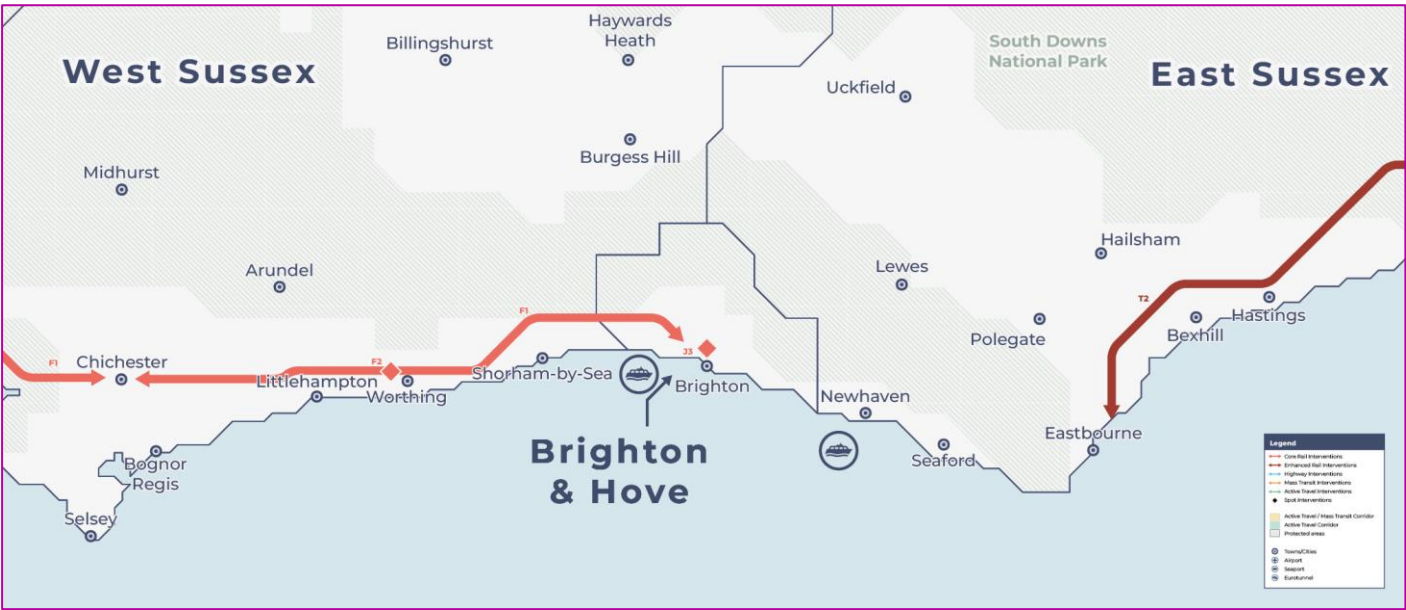 Haywards
Heath
Billingshurst
South Downs
National Park
West Sussex
East Sussex
Uckfield
Burgess Hill
Midhurst
Hailsham
Arundel
Lewes
T2
Hastings
F1
Polegate
Bexhill
F1
Chichester
F2
J3
Littlehampton
Worthing
Shorham-by-Sea
Brighton
Newhaven
Eastbourne
Brighton
& Hove
Seaford
Bognor
Regis
Selsey
Legend
Core Rail Interventions
Enhanced Rail Interventions
Highway Interventions
Mass Transit Interventions
Active Travel Interventions
Spot Interventions
Active Travel / Mass Transit Corridor
Active Travel Corridor
Protected areas
Towns/Cities
Airport
Seaport
Eurotunnel